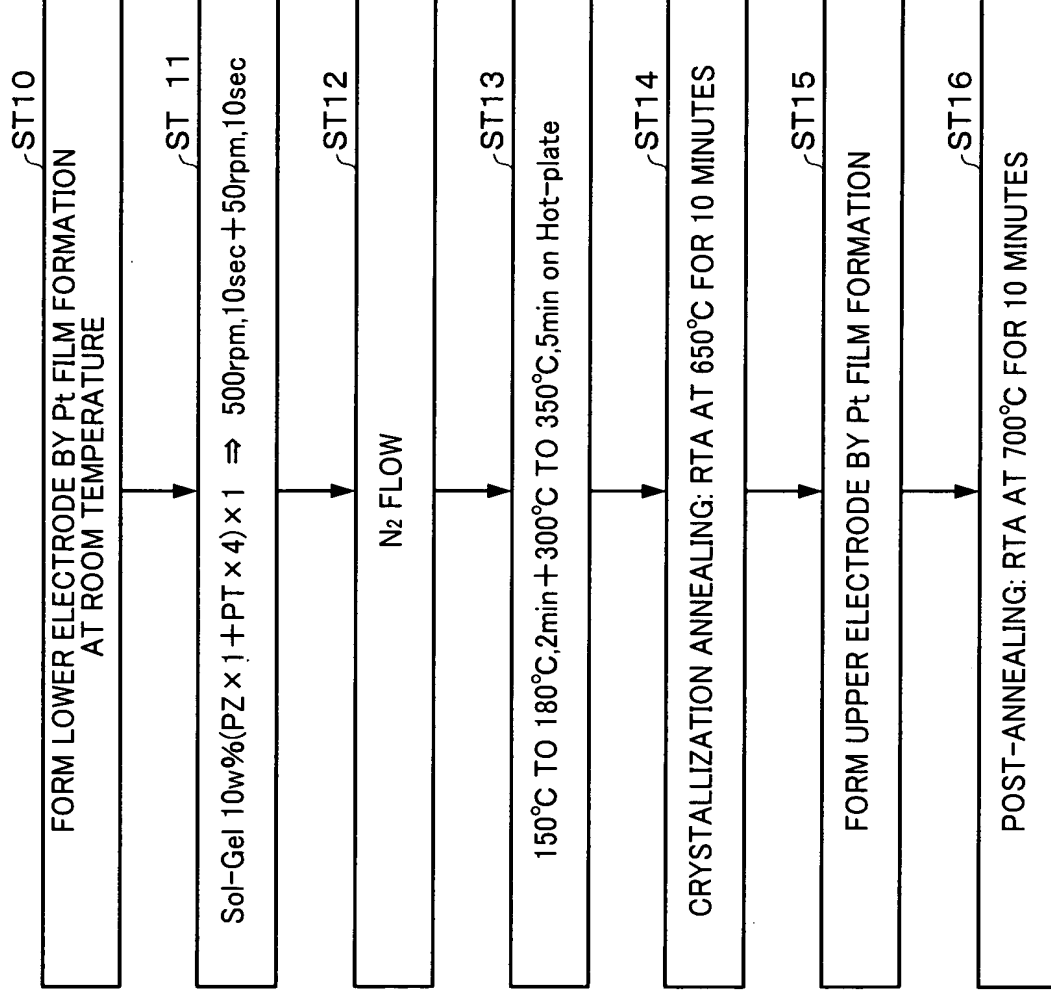 ST10
FORM LOWER ELECTRODE BY Pt FILM FORMATION
AT ROOM TEMPERATURE
ST 11
Sol-Gel 10w%(PZ × 1+PT × 4) × 1 ⇒ 500rpm,10sec+50rpm,10sec
ST12
N₂ FLOW
ST13
150°C TO 180°C,2min+300°C TO 350°C,5min on Hot-plate
ST14
CRYSTALLIZATION ANNEALING: RTA AT 650°C FOR 10 MINUTES
ST15
FORM UPPER ELECTRODE BY Pt FILM FORMATION
ST16
POST-ANNEALING: RTA AT 700°C FOR 10 MINUTES